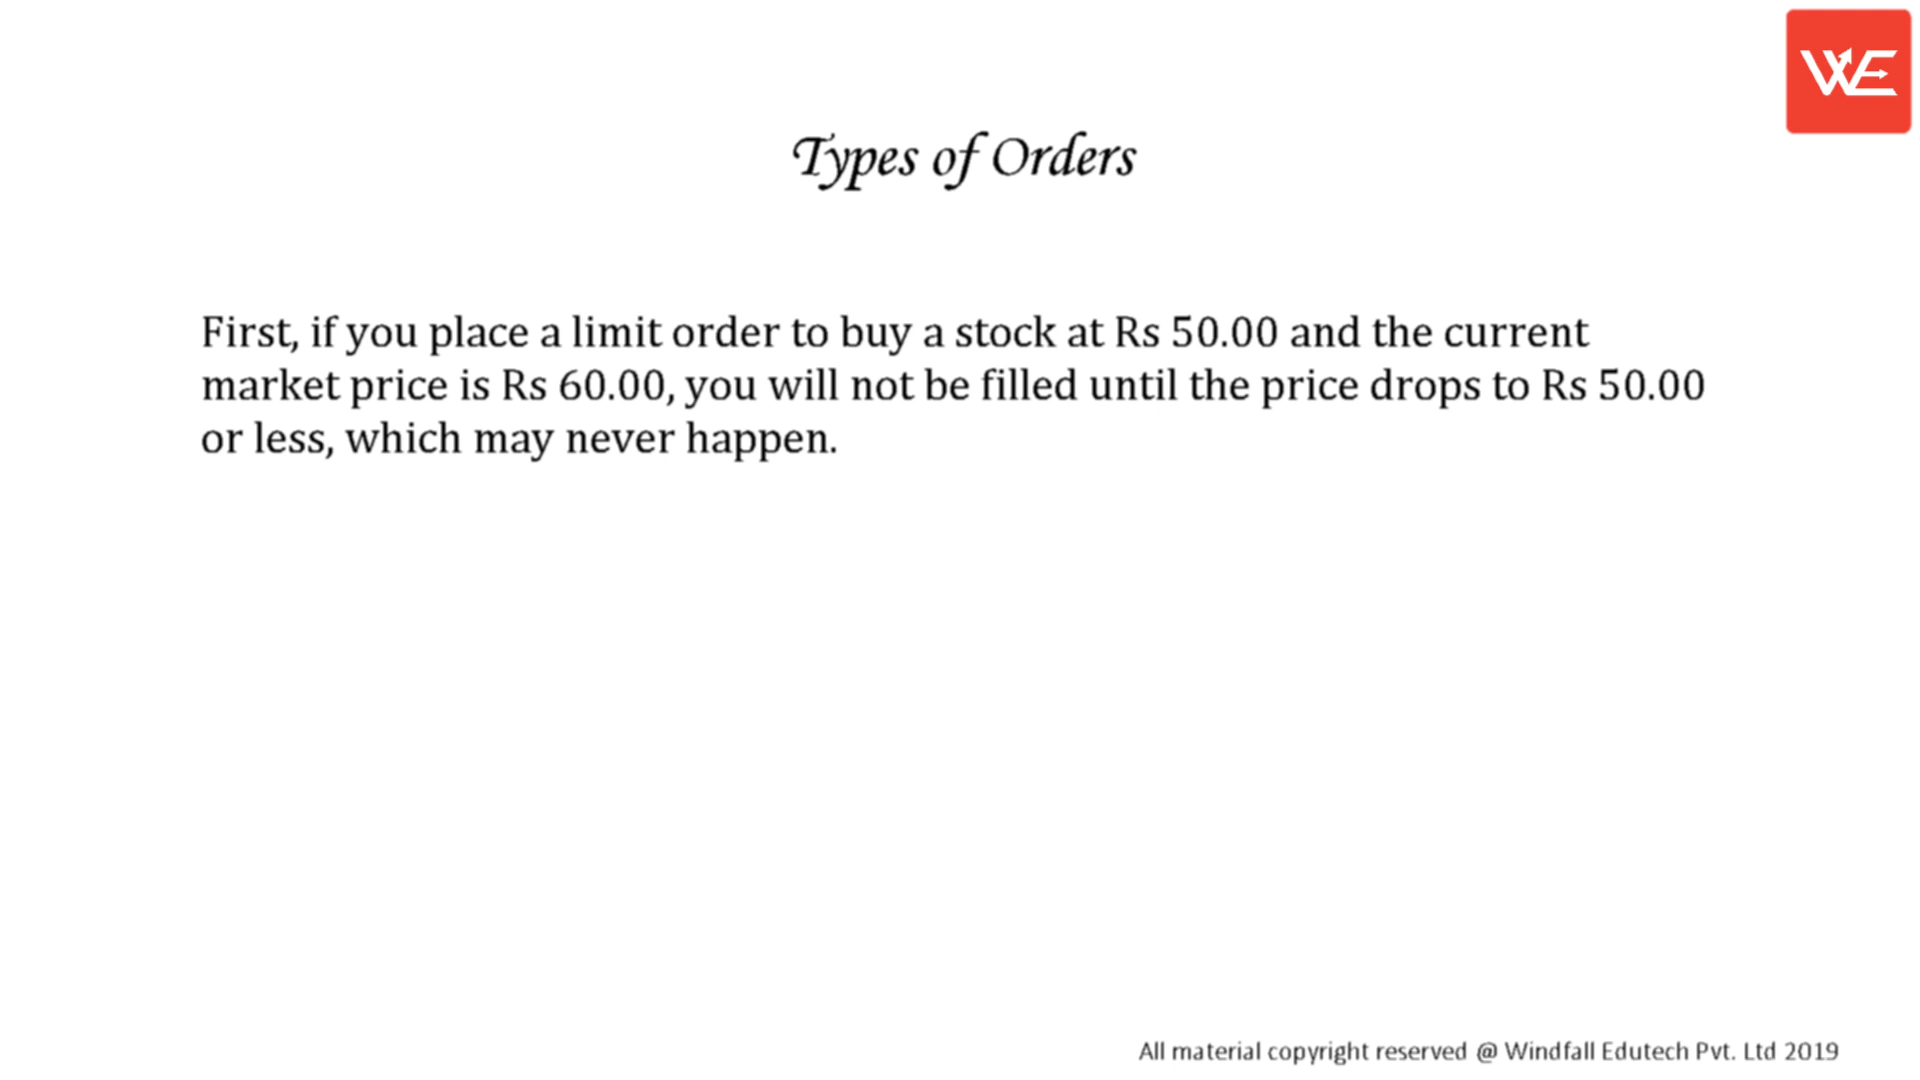 WE
Types of Orders
First, if you place a limit order to buy a stock at Rs 50.00 and the current
market price is Rs 60.00, you will not be filled until the price drops to Rs 50.00
or less, which may never happen.
All material copyright reserved @ Windfall Edutech Pvt. Ltd 2019